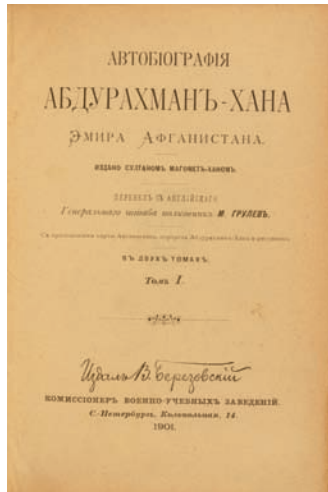 АВТОБІОГРАФІЯ
АБДУРАХМАНЪ-ХАНА
ЭМИРА АФГАНИСТАНА.
ИЗДАНО СУЛТАНОМЪ МАГОМЕТЪ-ХАНОМЪ.
ПЕРЕВЕЛЪ СЪ АНГЛІЙСКАГО
Генеральнаго штаба полковникъ М. ГРУЛЕВЪ.
Съ приложеніемъ карты Афганистана, портрета Абдурахманъ-Хана и рисунковъ.
ВЪ ДВУХЪ ТОМАХЪ.
Томъ I.
Издалъ В. Березовскій
КОМИССІОНЕРЪ ВОЕННО-УЧЕБНЫХЪ ЗАВЕДЕНІЙ.
С.-Петербургъ, Колокольная, 14.
1901.